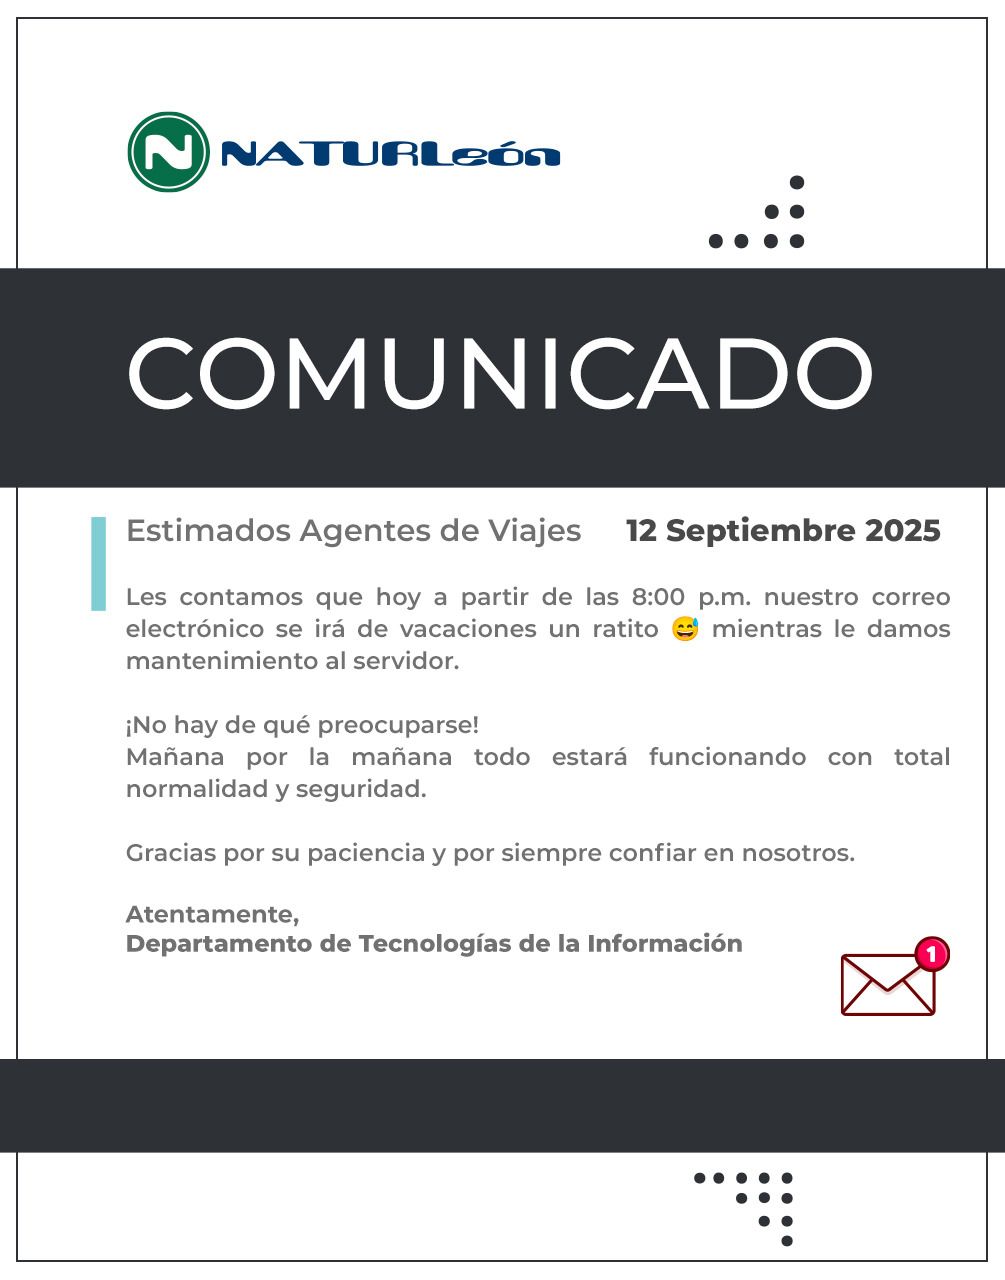 N NATURLeón
COMUNICADO
Estimados Agentes de Viajes 12 Septiembre 2025
Les contamos que hoy a partir de las 8:00 p.m. nuestro correo
electrónico se irá de vacaciones un ratito 😅 mientras le damos
mantenimiento al servidor.
¡No hay de qué preocuparse!
Mañana por la mañana todo estará funcionando con total
normalidad y seguridad.
Gracias por su paciencia y por siempre confiar en nosotros.
Atentamente,
Departamento de Tecnologías de la Información
1